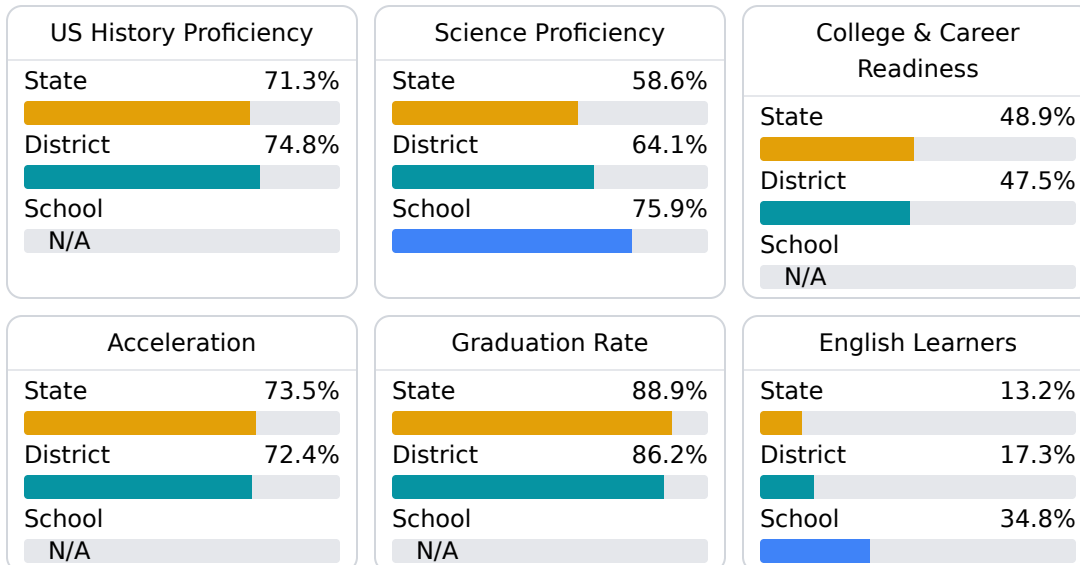 US History Proficiency
State 71.3%
District 74.8%
School
N/A
Science Proficiency
State 58.6%
District 64.1%
School 75.9%
College & Career
Readiness
State 48.9%
District 47.5%
School
N/A
Acceleration
State 73.5%
District 72.4%
School
N/A
Graduation Rate
State 88.9%
District 86.2%
School
N/A
English Learners
State 13.2%
District 17.3%
School 34.8%